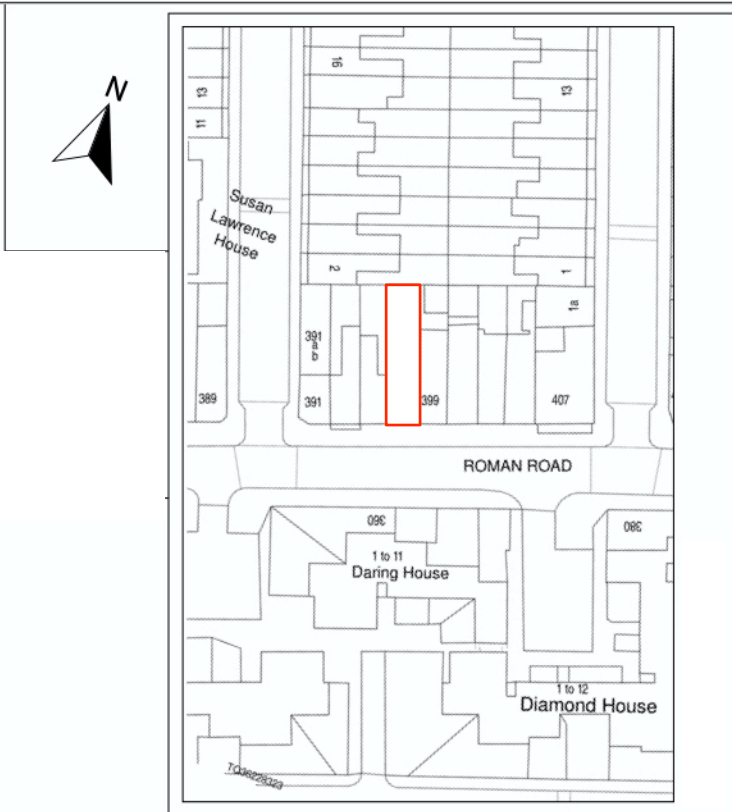 N
16
13
13
11
Susan
Lawrence
House
2
1
1a
391
a
b
389
391
399
407
ROMAN ROAD
360
380
1 to 11
Daring House
1 to 12
Diamond House